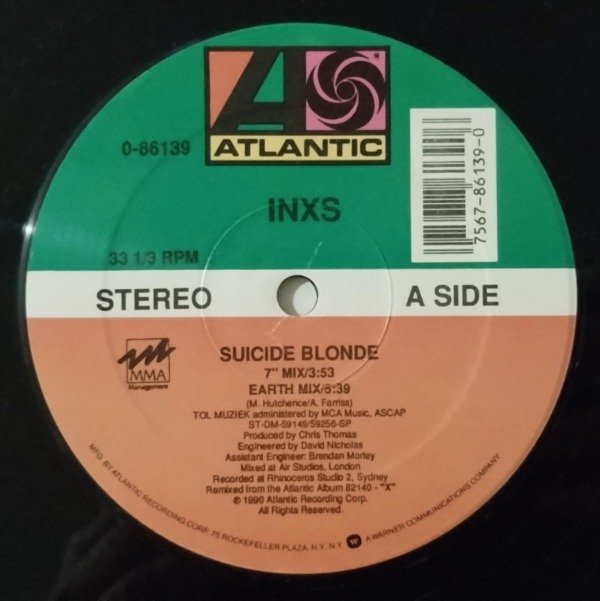 ATLANTIC
0-86139
7567-86139-0
INXS
33 1/3 RPM
STEREO
A SIDE
SUICIDE BLONDE
7" MIX/3:53
EARTH MIX/5:39
(M. Hutchence/A. Farriss)
TOL MUZIEK administered by MCA Music, ASCAP
ST-DM-59149/59256-SP
Produced by Chris Thomas
Engineered by David Nicholas
Assistant Engineer: Brendan Morley
Mixed at Air Studios, London
Recorded at Rhinoceros Studio 2, Sydney
Remixed from the Atlantic Album 82140 - "X"
℗ 1990 Atlantic Recording Corp.
All Rights Reserved.
MMA
Management
MFG. BY ATLANTIC RECORDING CORP. 75 ROCKEFELLER PLAZA, N.Y. N.Y. W A WARNER COMMUNICATIONS COMPANY